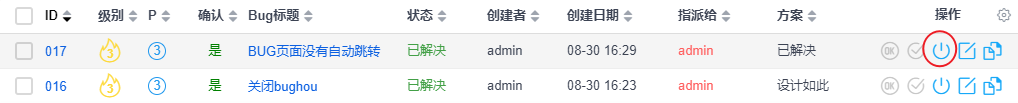 ID 级别 P 确认 Bug标题 状态 创建者 创建日期 指派给 方案 操作
017 3 3 是 BUG页面没有自动跳转 已解决 admin 08-30 16:29 admin 已解决 OK
016 3 3 是 关闭bughou 已解决 admin 08-30 16:23 admin 设计如此 OK